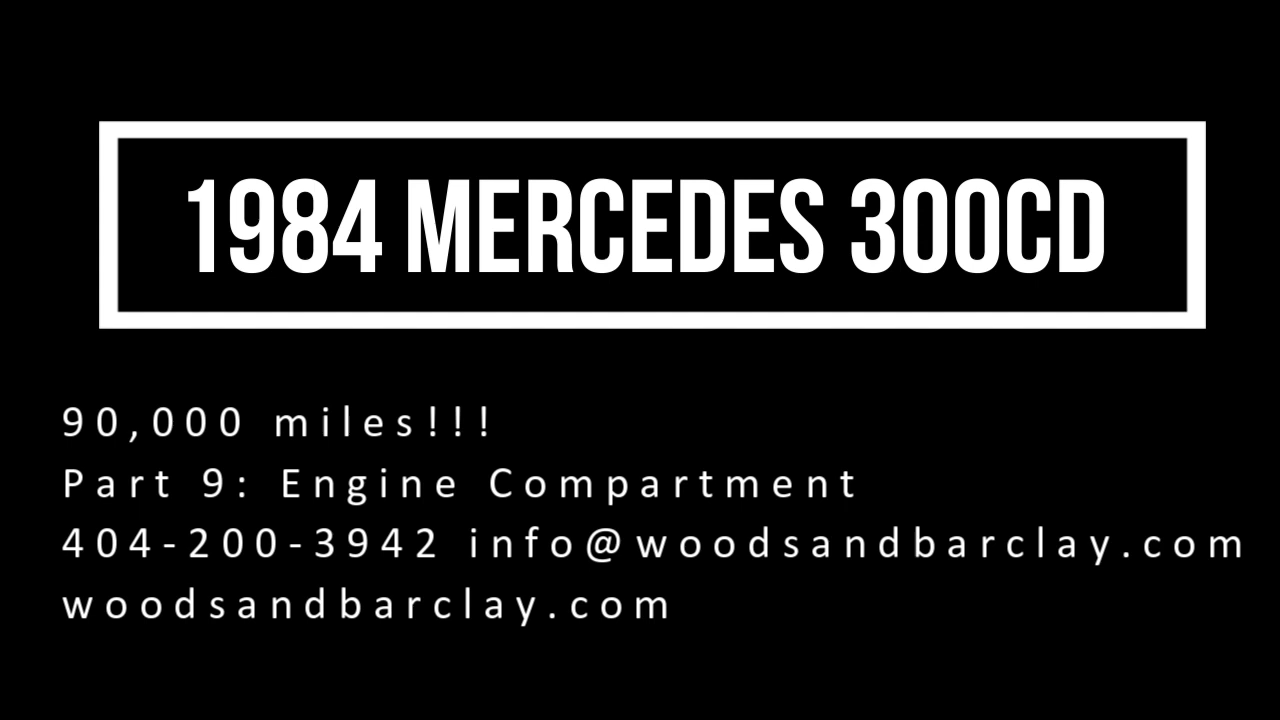 1984 MERCEDES 300CD
90,000 miles!!!
Part 9: Engine Compartment
404-200-3942 info@woodsandbarclay.com
woodsandbarclay.com